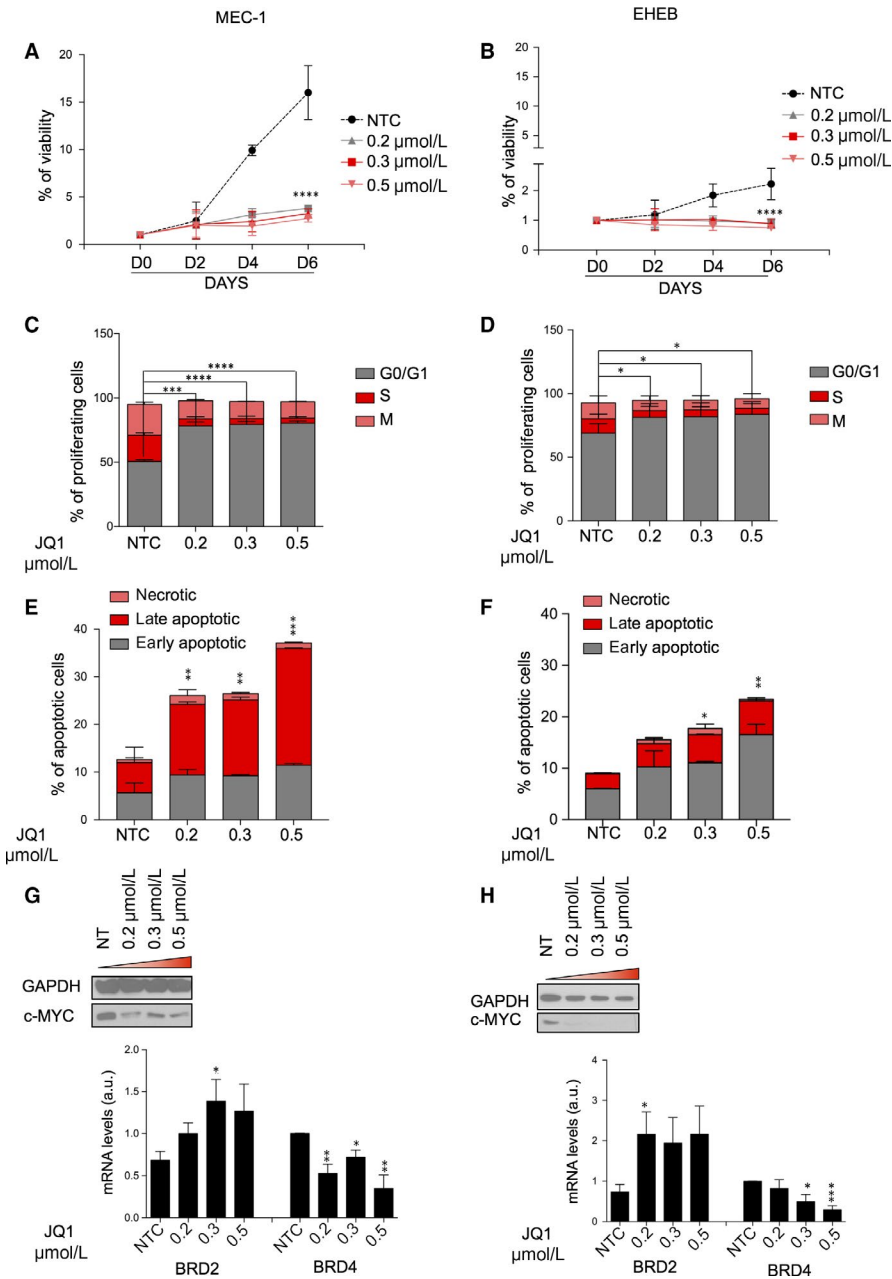 MEC-1
EHEB
A
20
15
10
5
0
% of viability
D0 D2 D4 D6
DAYS
****
NTC
0.2 µmol/L
0.3 µmol/L
0.5 µmol/L
B
20
18
16
14
12
10
8
6
4
2
1
0
% of viability
D0 D2 D4 D6
DAYS
****
NTC
0.2 µmol/L
0.3 µmol/L
0.5 µmol/L
C
150
100
50
0
% of proliferating cells
****
****
***
G0/G1
S
M
JQ1
µmol/L
NTC 0.2 0.3 0.5
D
150
100
50
0
% of proliferating cells
*
*
*
G0/G1
S
M
JQ1
µmol/L
NTC 0.2 0.3 0.5
E
Necrotic
Late apoptotic
Early apoptotic
40
30
20
10
0
% of apoptotic cells
**
**
***
JQ1
µmol/L
NTC 0.2 0.3 0.5
F
Necrotic
Late apoptotic
Early apoptotic
40
30
20
10
0
% of apoptotic cells
*
**
JQ1
µmol/L
NTC 0.2 0.3 0.5
G
NT
0.2 µmol/L
0.3 µmol/L
0.5 µmol/L
GAPDH
c-MYC
2.0
1.5
1.0
0.5
0
mRNA levels (a.u.)
*
**
*
**
JQ1
µmol/L
NTC 0.2 0.3 0.5 NTC 0.2 0.3 0.5
BRD2 BRD4
H
NT
0.2 µmol/L
0.3 µmol/L
0.5 µmol/L
GAPDH
c-MYC
4
3
2
1
0
mRNA levels (a.u.)
*
*
***
JQ1
µmol/L
NTC 0.2 0.3 0.5 NTC 0.2 0.3 0.5
BRD2 BRD4